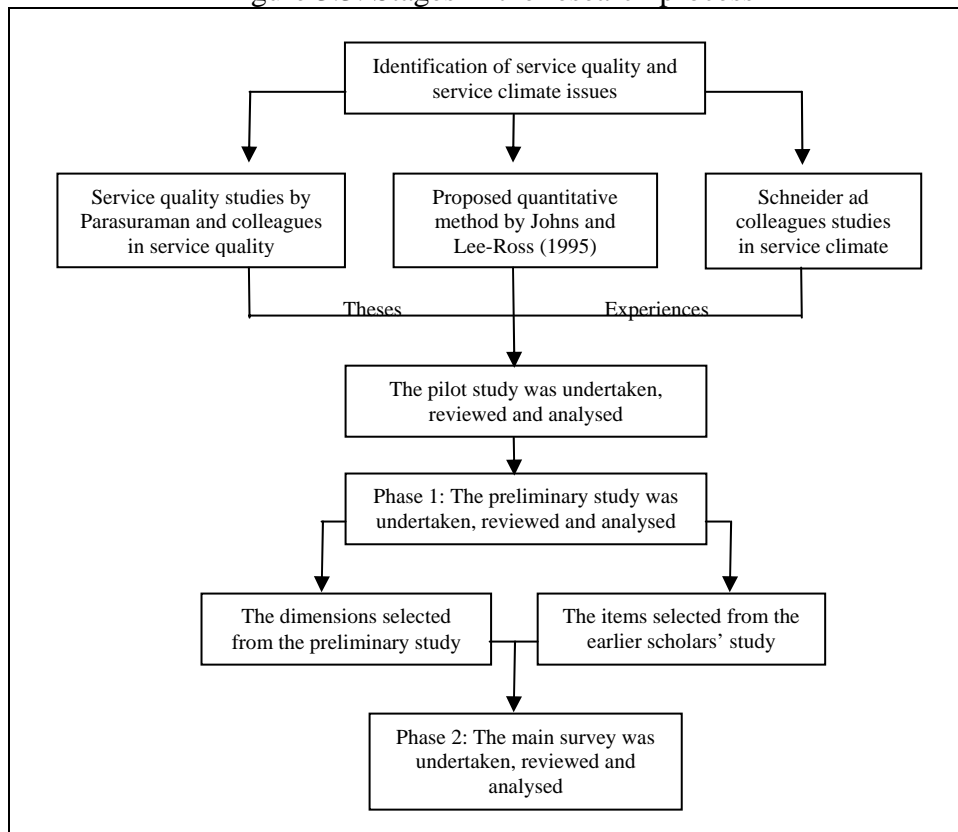 Identification of service quality and
service climate issues
Service quality studies by
Parasuraman and colleagues
in service quality
Proposed quantitative
method by Johns and
Lee-Ross (1995)
Schneider ad
colleagues studies
in service climate
Theses
Experiences
The pilot study was undertaken,
reviewed and analysed
Phase 1: The preliminary study was
undertaken, reviewed and analysed
The dimensions selected
from the preliminary study
The items selected from the
earlier scholars’ study
Phase 2: The main survey was
undertaken, reviewed and
analysed